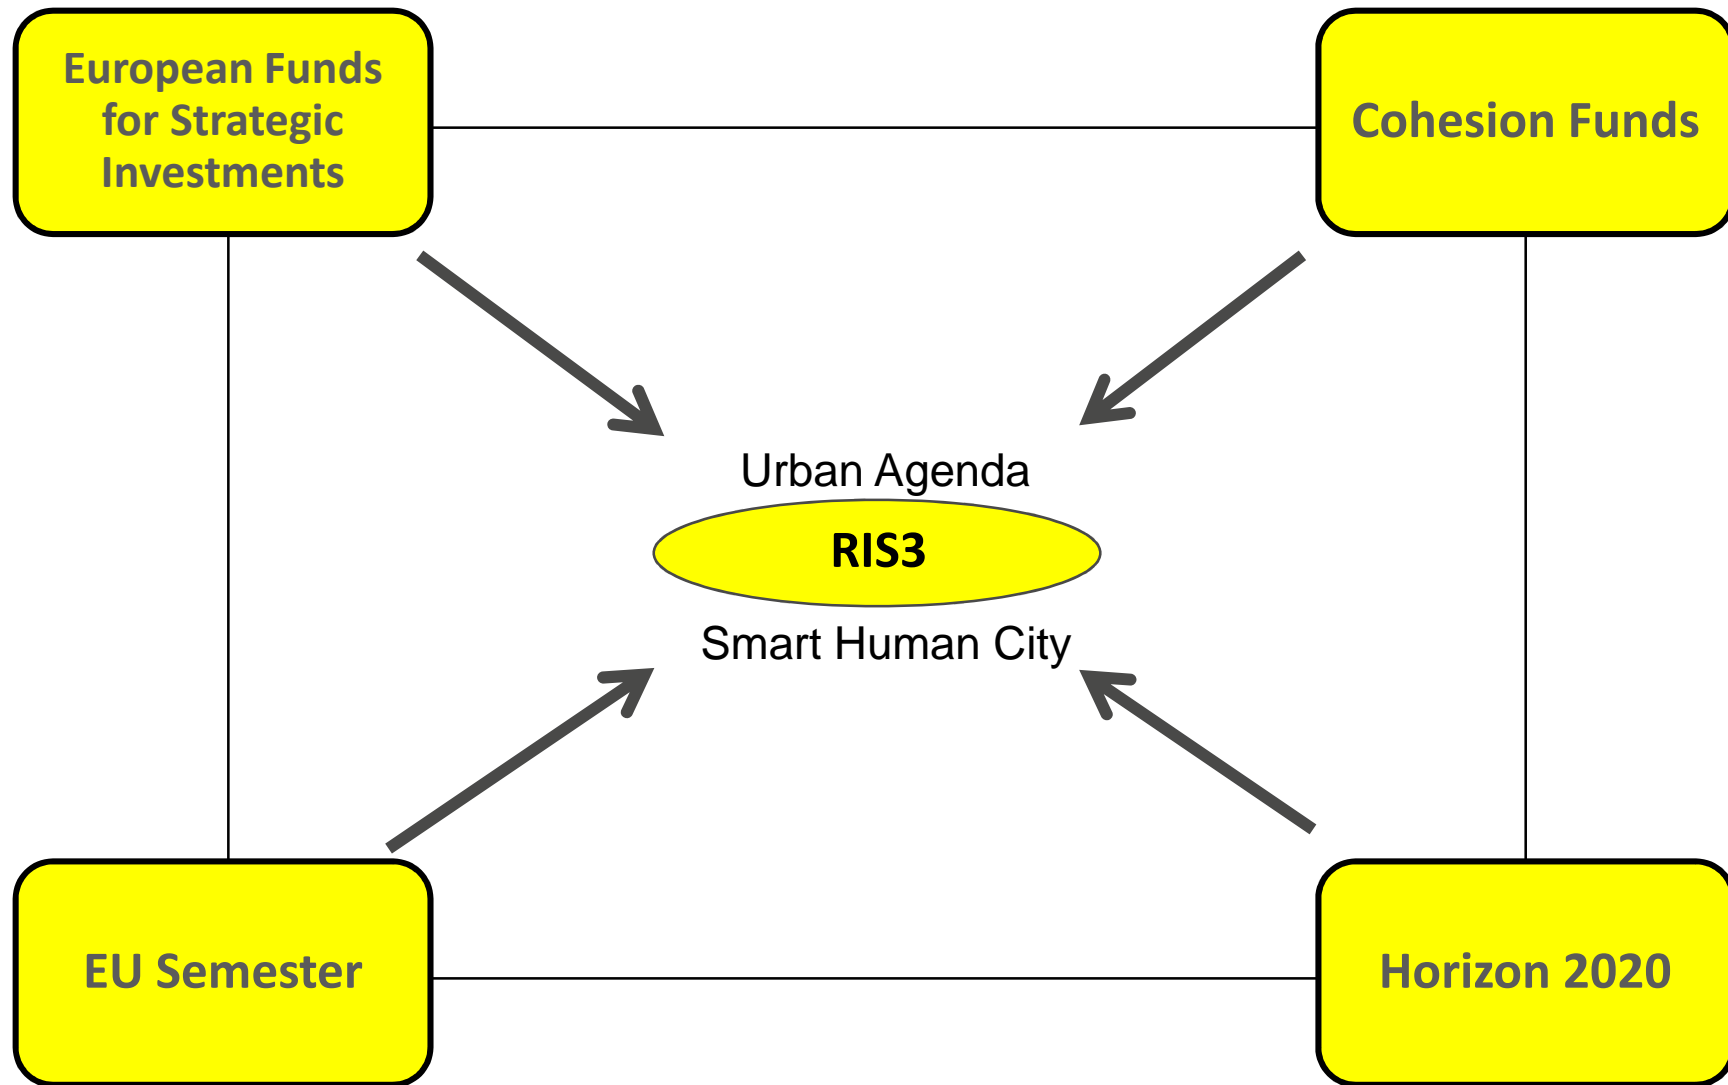 European Funds
for Strategic
Investments
Cohesion Funds
Urban Agenda
RIS3
Smart Human City
EU Semester
Horizon 2020